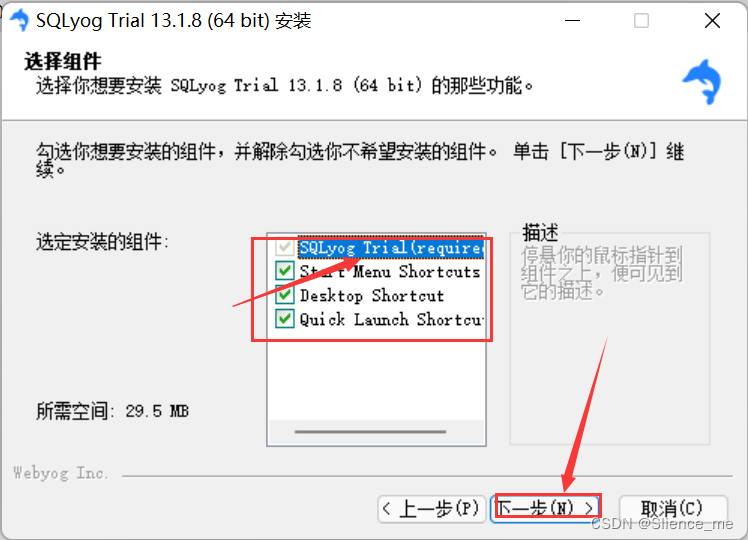 SQLyog Trial 13.1.8 (64 bit) 安装
选择组件
选择你想要安装 SQLyog Trial 13.1.8 (64 bit) 的那些功能。
勾选你想要安装的组件，并解除勾选你不希望安装的组件。 单击 [下一步(N)] 继
续。
选定安装的组件:
SQLyog Trial(require
Start Menu Shortcuts
Desktop Shortcut
Quick Launch Shortcu
描述
停悬你的鼠标指针到
组件之上，便可见到
它的描述。
所需空间: 29.5 MB
Webyog Inc.
< 上一步(P)
下一步(N) >
取消(C)
CSDN @Slience_me